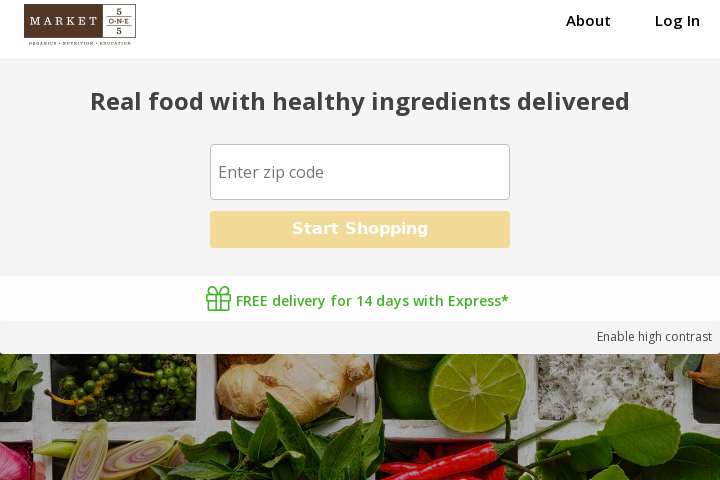 MARKET
5
O·N·E
5
ORGANICS • NUTRITION • EDUCATION
About
Log In
Real food with healthy ingredients delivered
Enter zip code
Start Shopping
FREE delivery for 14 days with Express*
Enable high contrast